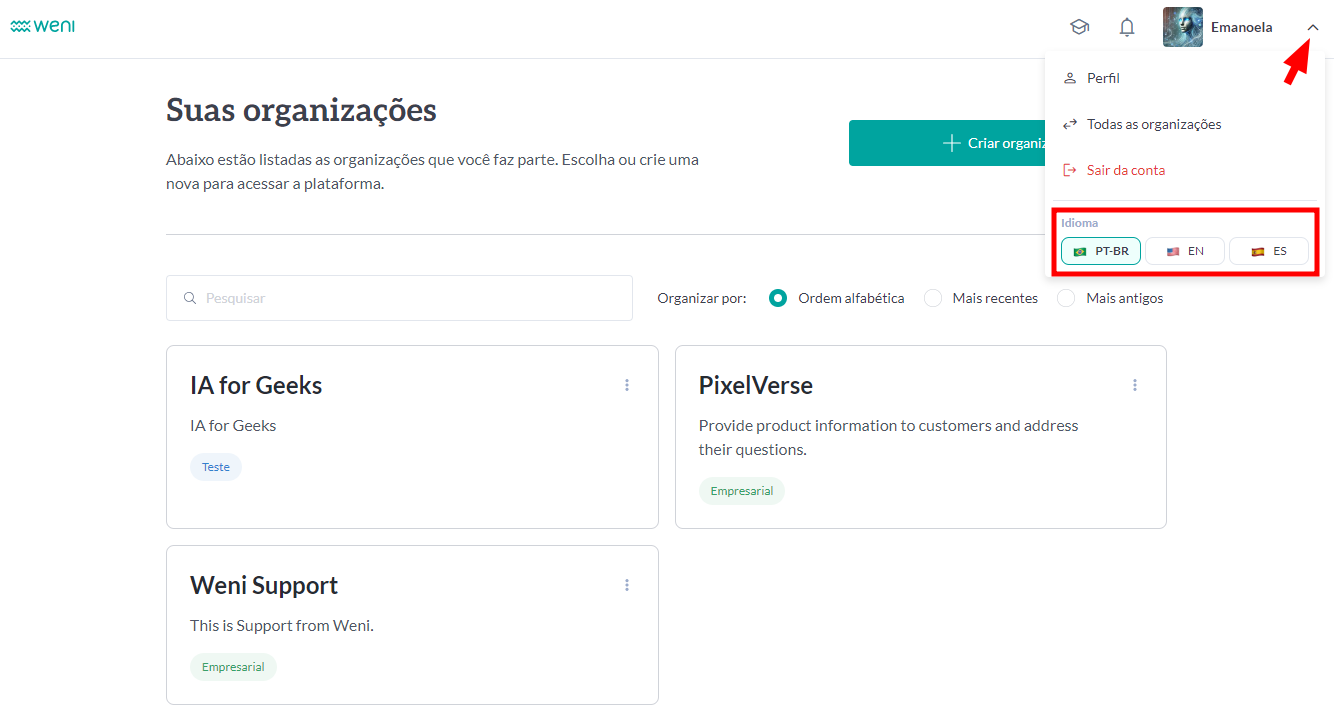 weni
Emanoela
Perfil
Todas as organizações
Sair da conta
Idioma
PT-BR
EN
ES
Suas organizações
Abaixo estão listadas as organizações que você faz parte. Escolha ou crie uma
nova para acessar a plataforma.
Criar organiz
Pesquisar
Organizar por: Ordem alfabética Mais recentes Mais antigos
IA for Geeks
IA for Geeks
Teste
PixelVerse
Provide product information to customers and address
their questions.
Empresarial
Weni Support
This is Support from Weni.
Empresarial